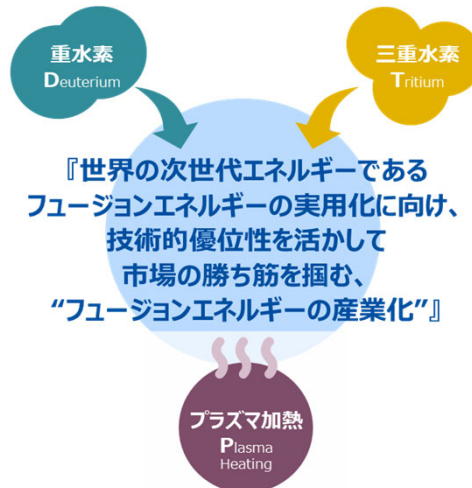 重水素
Deuterium
三重水素
Tritium
『世界の次世代エネルギーである
フュージョンエネルギーの実用化に向け、
技術的優位性を活かして
市場の勝ち筋を掴む、
“フュージョンエネルギーの産業化”』
プラズマ加熱
Plasma
Heating